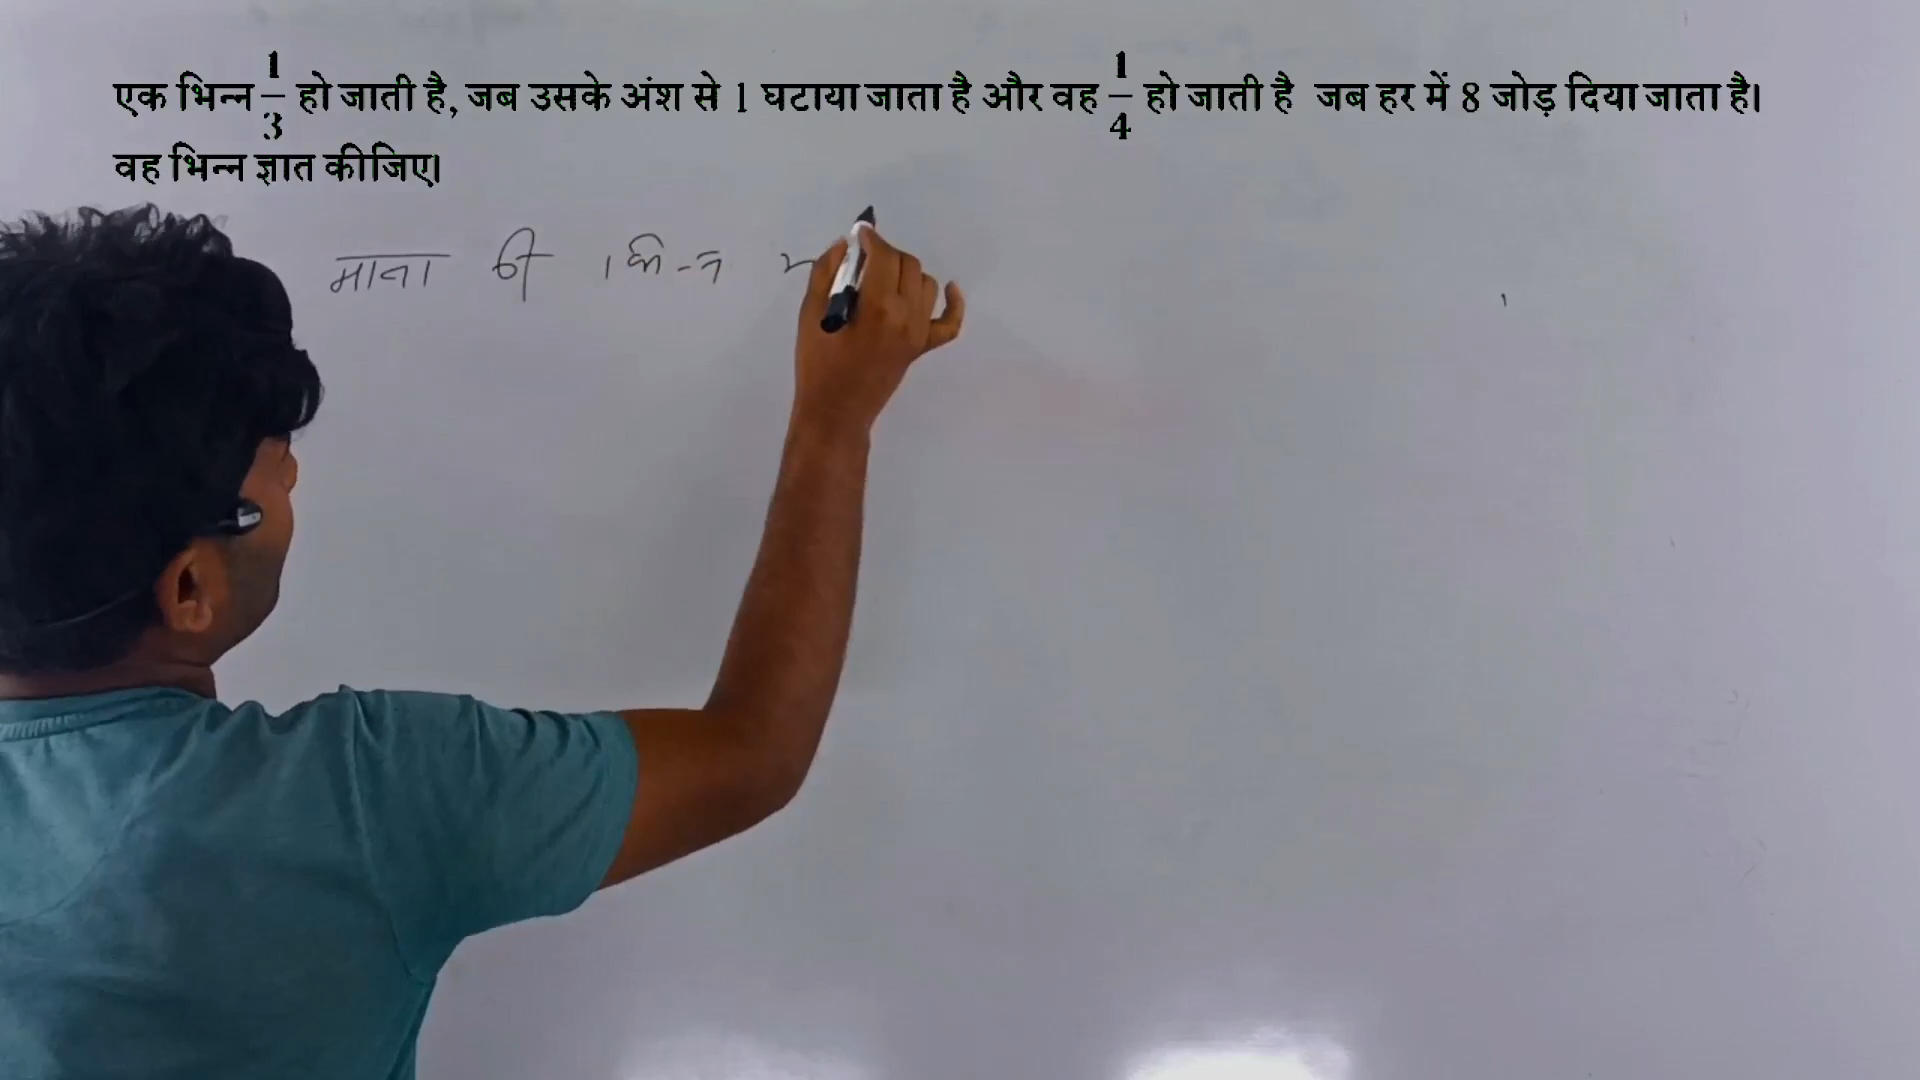 एक भिन्न 1/3 हो जाती है, जब उसके अंश से 1 घटाया जाता है और वह 1/4 हो जाती है जब हर में 8 जोड़ दिया जाता है।
वह भिन्न ज्ञात कीजिए।
माना की भिन्न